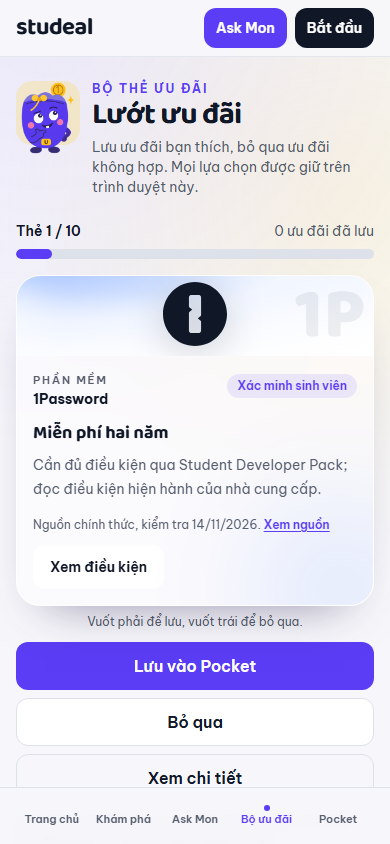 studeal
Ask Mon
Bắt đầu
BỘ THẺ ƯU ĐÃI
Lướt ưu đãi
Lưu ưu đãi bạn thích, bỏ qua ưu đãi
không hợp. Mọi lựa chọn được giữ trên
trình duyệt này.
Thẻ 1 / 10
0 ưu đãi đã lưu
1P
PHẦN MỀM
1Password
Xác minh sinh viên
Miễn phí hai năm
Cần đủ điều kiện qua Student Developer Pack;
đọc điều kiện hiện hành của nhà cung cấp.
Nguồn chính thức, kiểm tra 14/11/2026. Xem nguồn
Xem điều kiện
Vuốt phải để lưu, vuốt trái để bỏ qua.
Lưu vào Pocket
Bỏ qua
Xem chi tiết
Trang chủ
Khám phá
Ask Mon
Bộ ưu đãi
Pocket